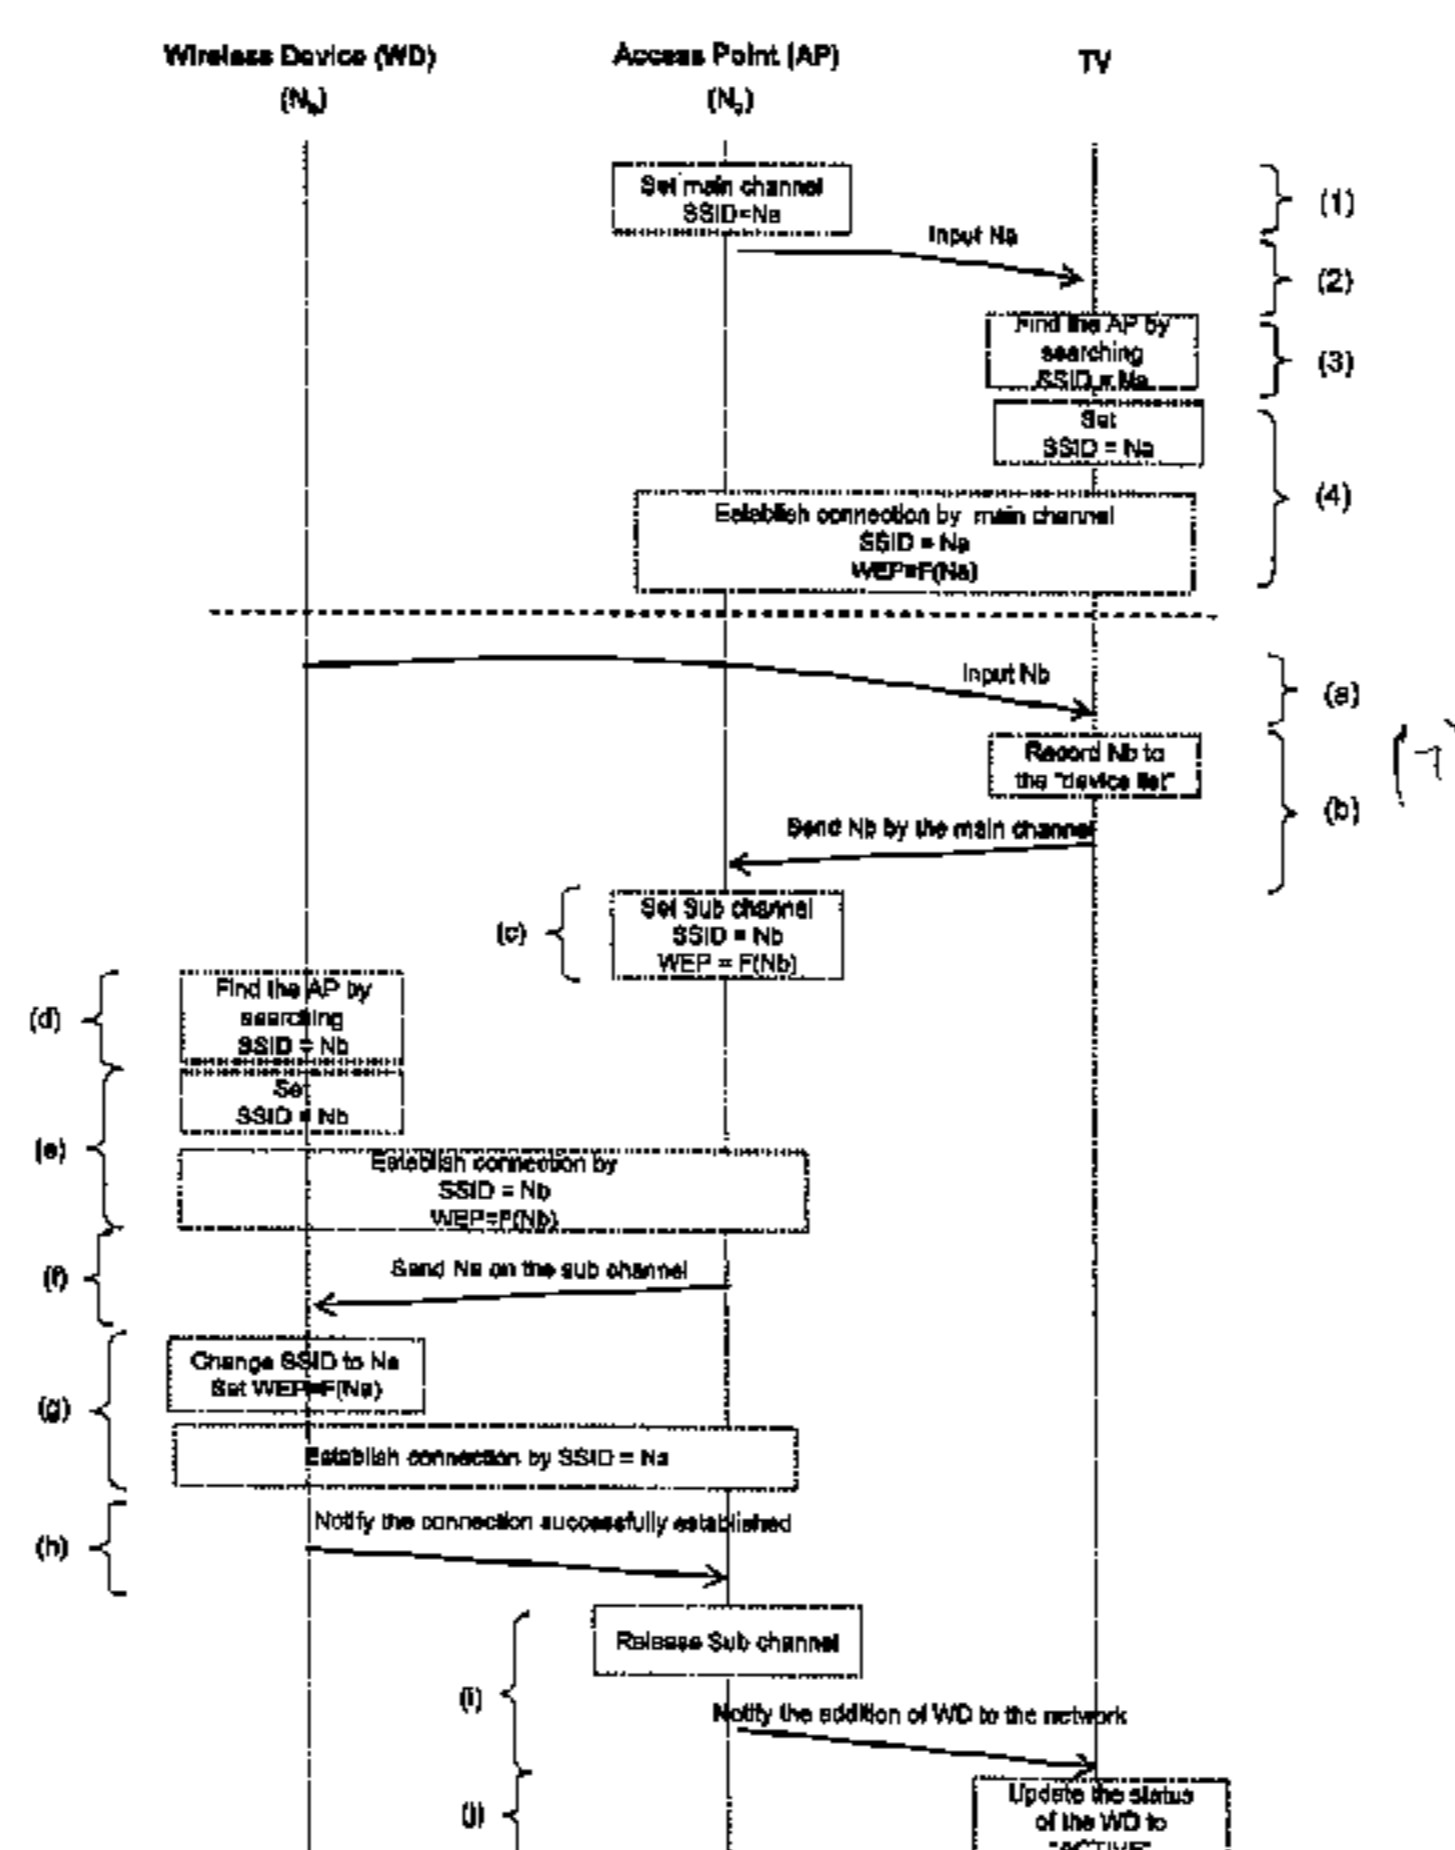 Wireless Device (WD)
(Nb)
Access Point (AP)
(Na)
TV
Set main channel
SSID=Na
(1)
Input Na
(2)
Find the AP by
searching
SSID = Na
(3)
Set
SSID = Na
(4)
Establish connection by main channel
SSID = Na
WEP=F(Na)
Input Nb
(a)
Record Nb to
the "device list"
(b)
Send Nb by the main channel
(c)
Set Sub channel
SSID = Nb
WEP = F(Nb)
(d)
Find the AP by
searching
SSID = Nb
Set
SSID = Nb
(e)
Establish connection by
SSID = Nb
WEP=F(Nb)
(f)
Send Na on the sub channel
Change SSID to Na
Set WEP=F(Na)
(g)
Establish connection by SSID = Na
Notify the connection successfully established
(h)
Release Sub channel
(i)
Notify the addition of WD to the network
(j)
Update the status
of the WD to
"ACTIVE"